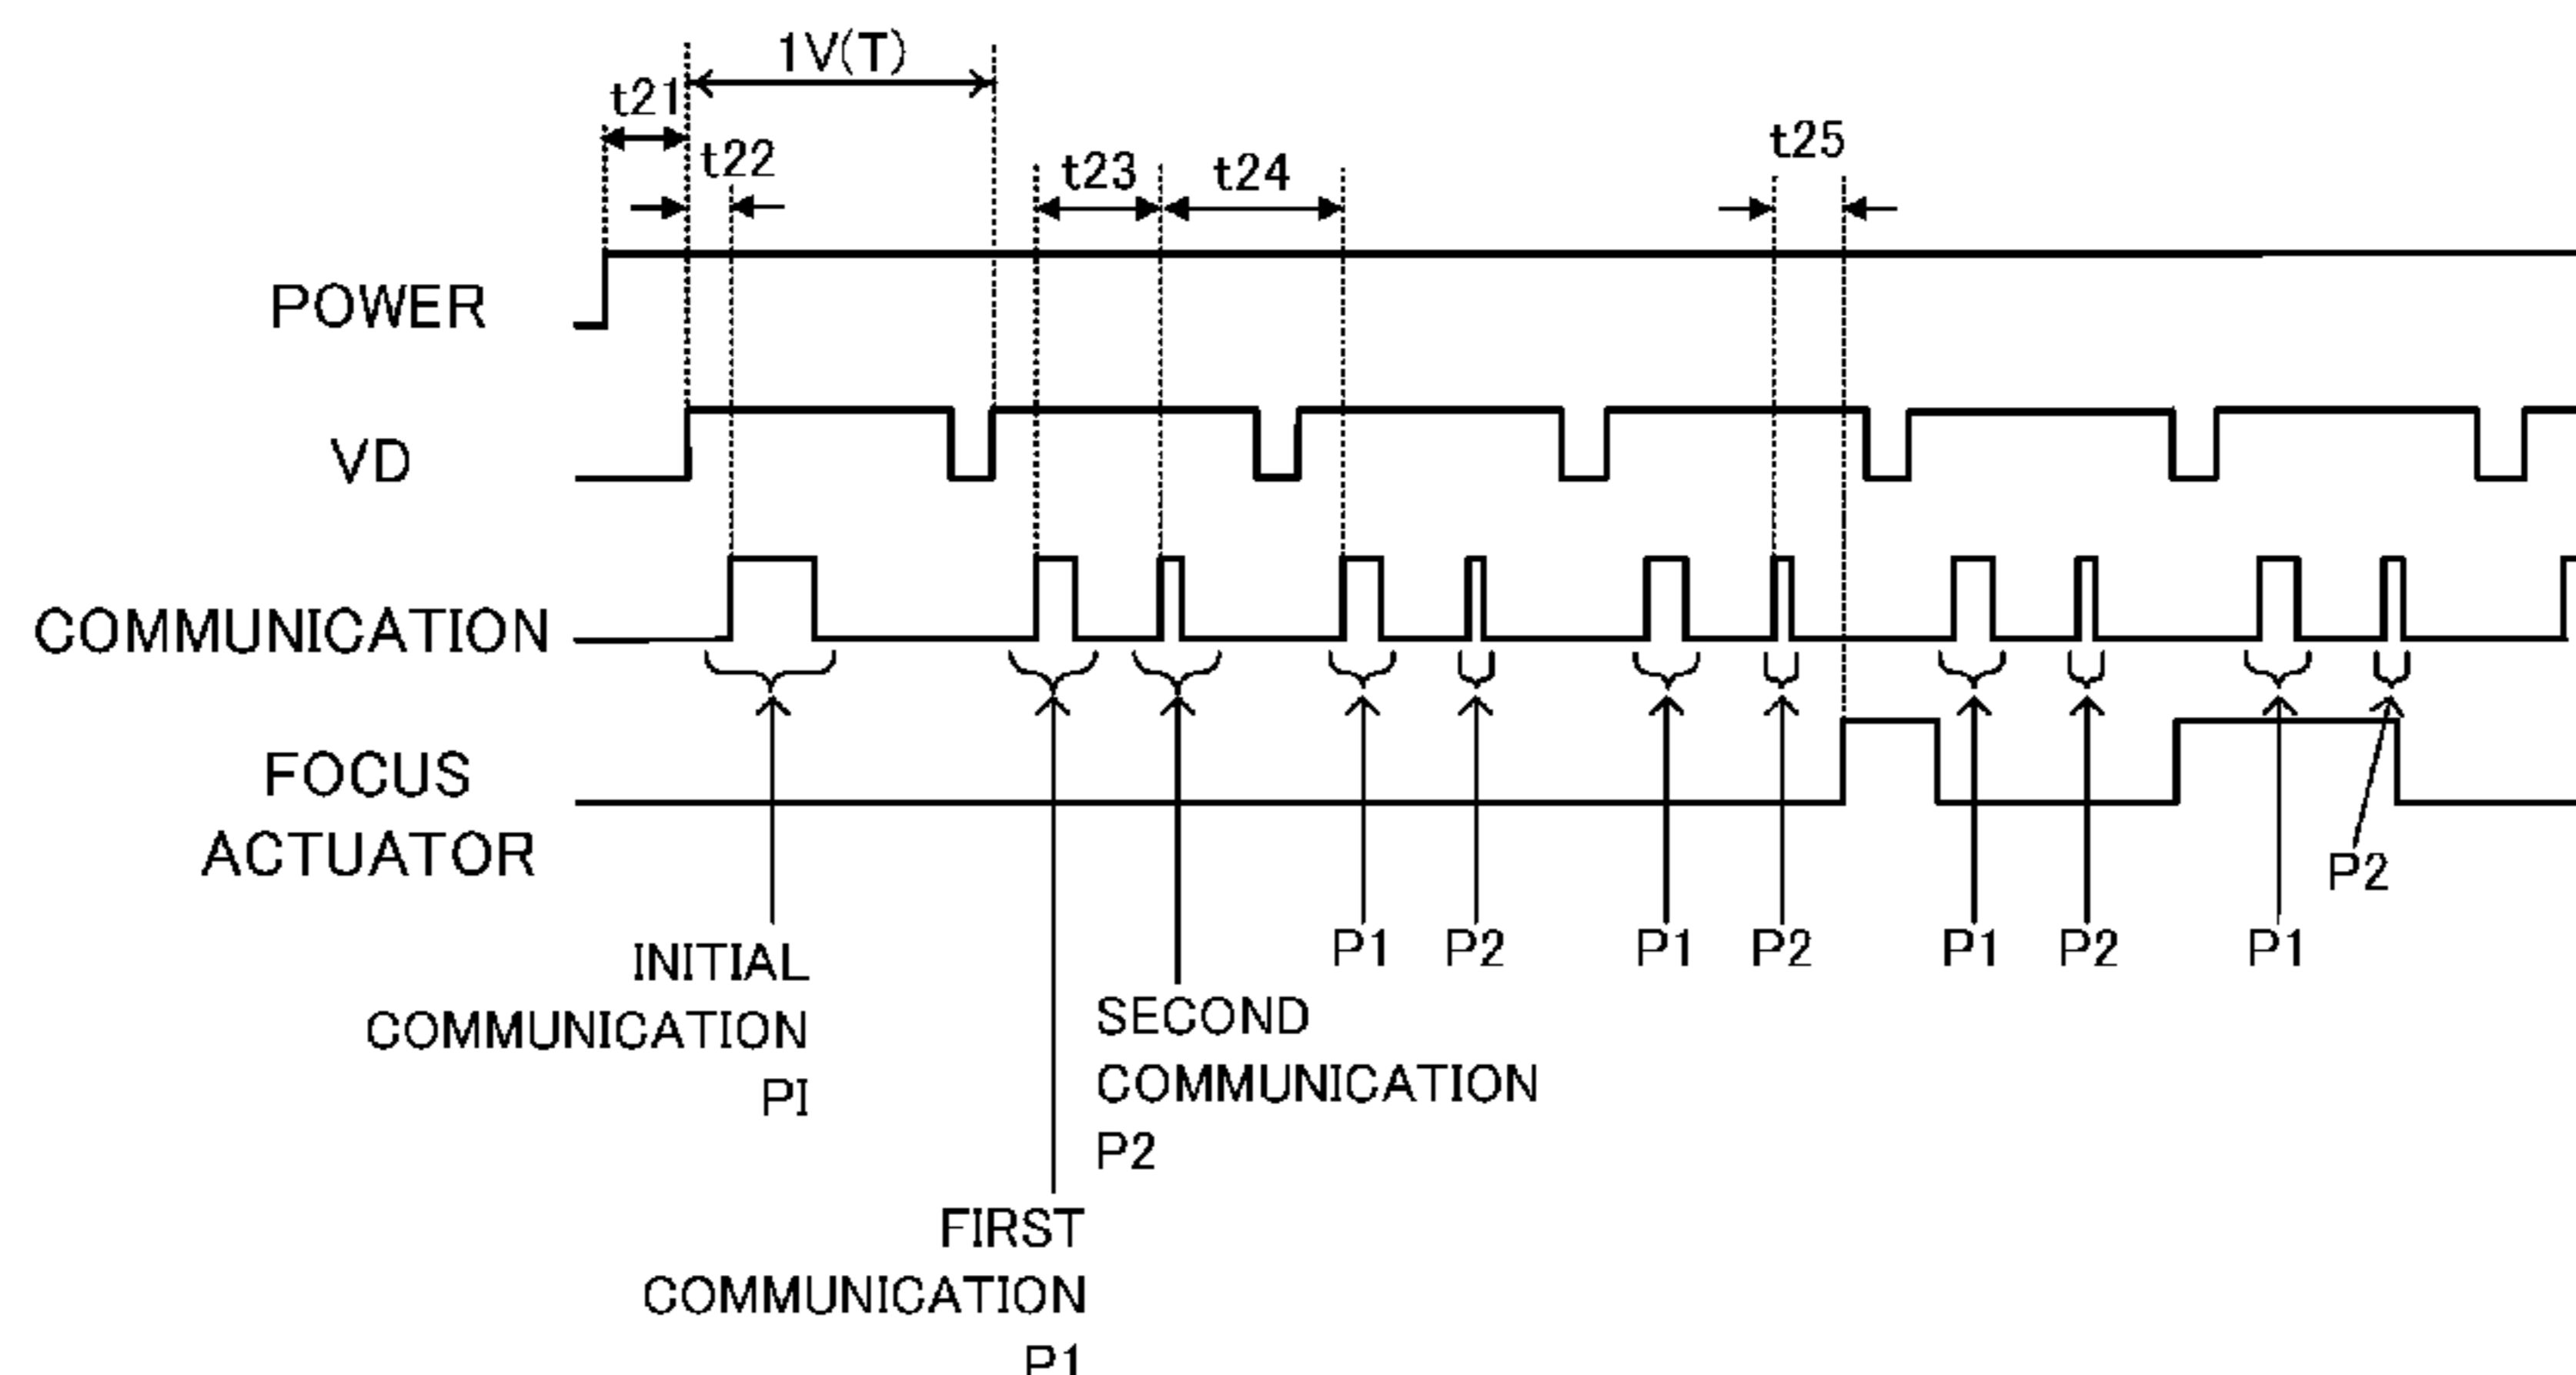 1V(T)
t21
t22
t23
t24
t25
POWER
VD
COMMUNICATION
FOCUS
ACTUATOR
P2
P1
P2
P1
P2
P1
P2
P1
INITIAL
COMMUNICATION
PI
SECOND
COMMUNICATION
P2
FIRST
COMMUNICATION
P1